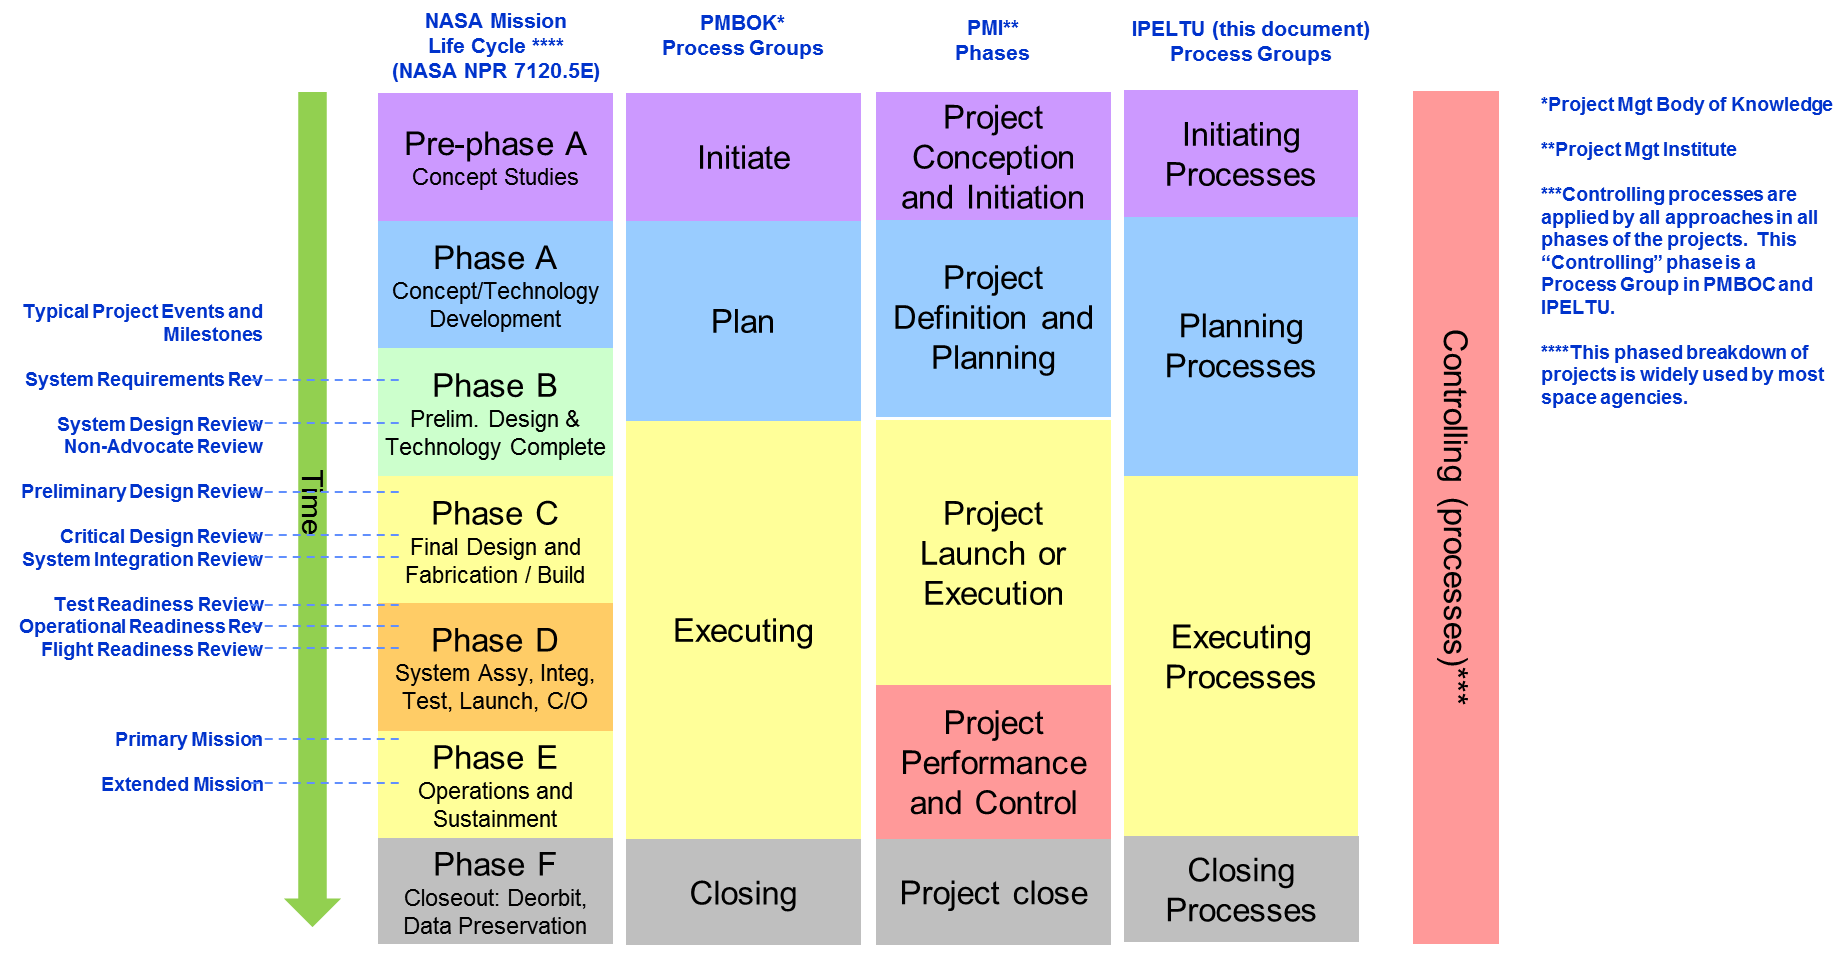 NASA Mission
Life Cycle ****
(NASA NPR 7120.5E)
PMBOK*
Process Groups
PMI**
Phases
IPELTU (this document)
Process Groups
Typical Project Events and
Milestones
System Requirements Rev
System Design Review
Non-Advocate Review
Preliminary Design Review
Critical Design Review
System Integration Review
Test Readiness Review
Operational Readiness Rev
Flight Readiness Review
Primary Mission
Extended Mission
Time
Pre-phase A
Concept Studies
Phase A
Concept/Technology
Development
Phase B
Prelim. Design &
Technology Complete
Phase C
Final Design and
Fabrication / Build
Phase D
System Assy, Integ,
Test, Launch, C/O
Phase E
Operations and
Sustainment
Phase F
Closeout: Deorbit,
Data Preservation
Initiate
Plan
Executing
Closing
Project
Conception
and Initiation
Project
Definition and
Planning
Project
Launch or
Execution
Project
Performance
and Control
Project close
Initiating
Processes
Planning
Processes
Executing
Processes
Closing
Processes
Controlling (processes)***
*Project Mgt Body of Knowledge
**Project Mgt Institute
***Controlling processes are
applied by all approaches in all
phases of the projects.  This
“Controlling” phase is a
Process Group in PMBOC and
IPELTU.
****This phased breakdown of
projects is widely used by most
space agencies.